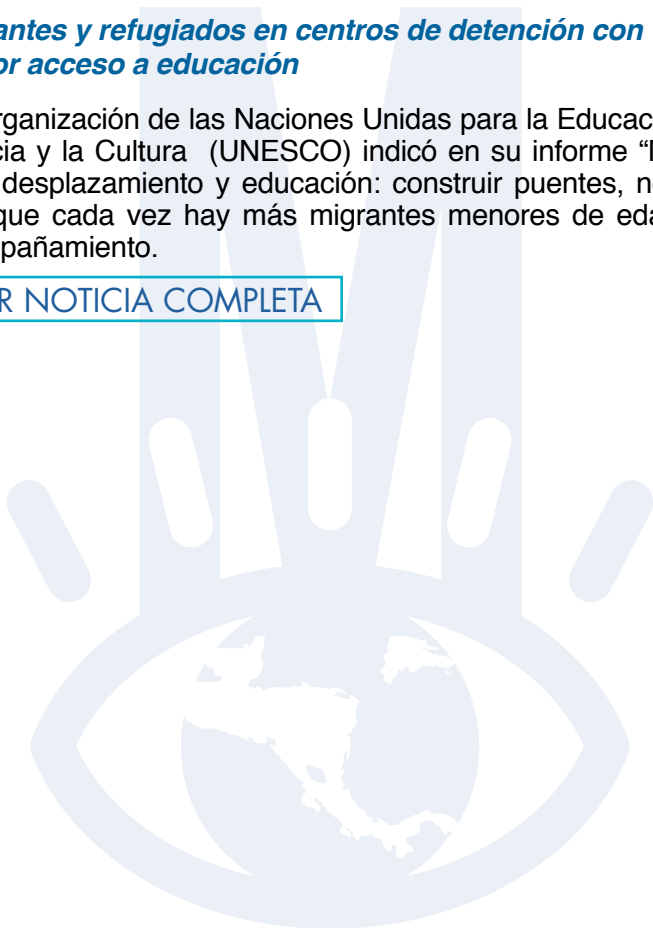 antes y refugiados en centros de detención con
or acceso a educación
rganización de las Naciones Unidas para la Educac
cia y la Cultura (UNESCO) indicó en su informe “
desplazamiento y educación: construir puentes, n
que cada vez hay más migrantes menores de eda
pañamiento.
R NOTICIA COMPLETA
M